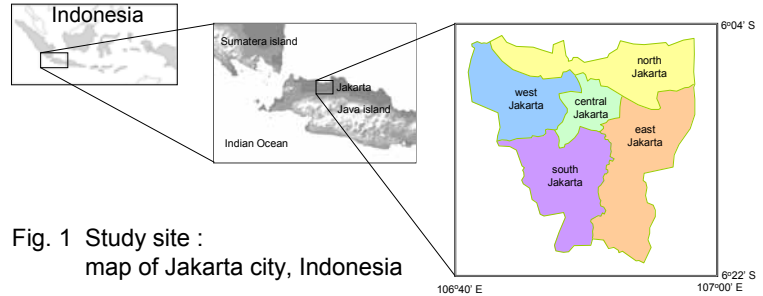 Indonesia
Sumatera island
Jakarta
Java island
Indian Ocean
6°04' S
north
Jakarta
west
Jakarta
central
Jakarta
east
Jakarta
south
Jakarta
6°22' S
106°40' E
107°00' E
Fig. 1 Study site :
map of Jakarta city, Indonesia